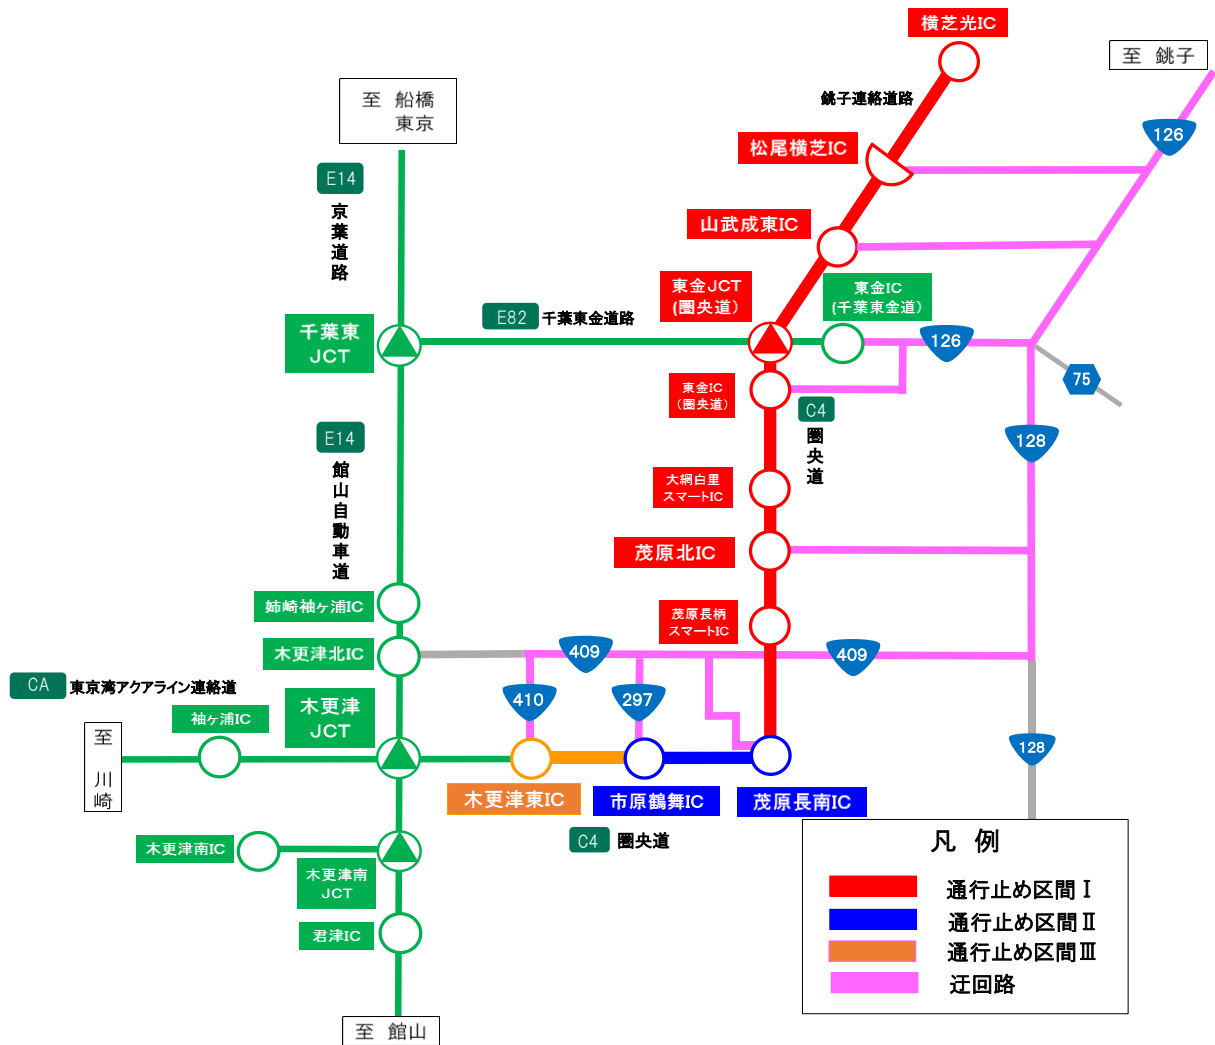 横芝光IC
至 銚子
至 船橋
東京
銚子連絡道路
126
松尾横芝IC
E14
京葉道路
山武成東IC
東金JCT
(圏央道)
東金IC
(千葉東金道)
E82
千葉東金道路
千葉東
JCT
126
東金IC
(圏央道)
75
C4
圏央道
E14
館山自動車道
128
大網白里
スマートIC
茂原北IC
姉崎袖ヶ浦IC
茂原長柄
スマートIC
木更津北IC
409
409
CA
東京湾アクアライン連絡道
木更津
JCT
410
297
袖ヶ浦IC
至
川
崎
128
木更津東IC
市原鶴舞IC
茂原長南IC
C4
圏央道
木更津南IC
木更津南
JCT
君津IC
至 館山
凡 例
通行止め区間Ⅰ
通行止め区間Ⅱ
通行止め区間Ⅲ
迂回路